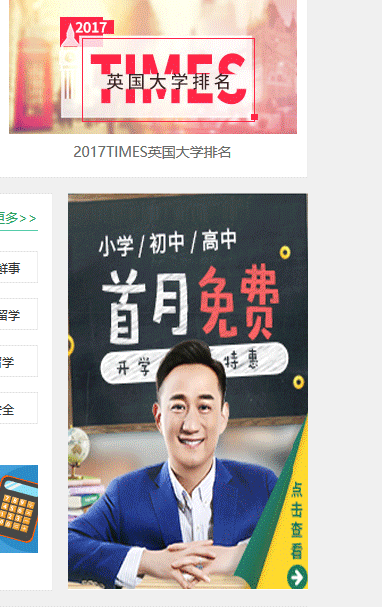 2017
TIMES
英国大学排名
2017TIMES英国大学排名
更多>>
鲜事
留学
学
全
小学 / 初中 / 高中
首月免费
开学 特惠
点击查看